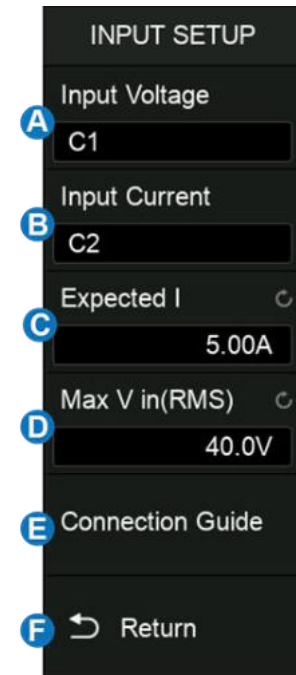 INPUT SETUP
Input Voltage
A
C1
Input Current
B
C2
Expected I
C
5.00A
Max V in(RMS)
D
40.0V
E Connection Guide
F Return